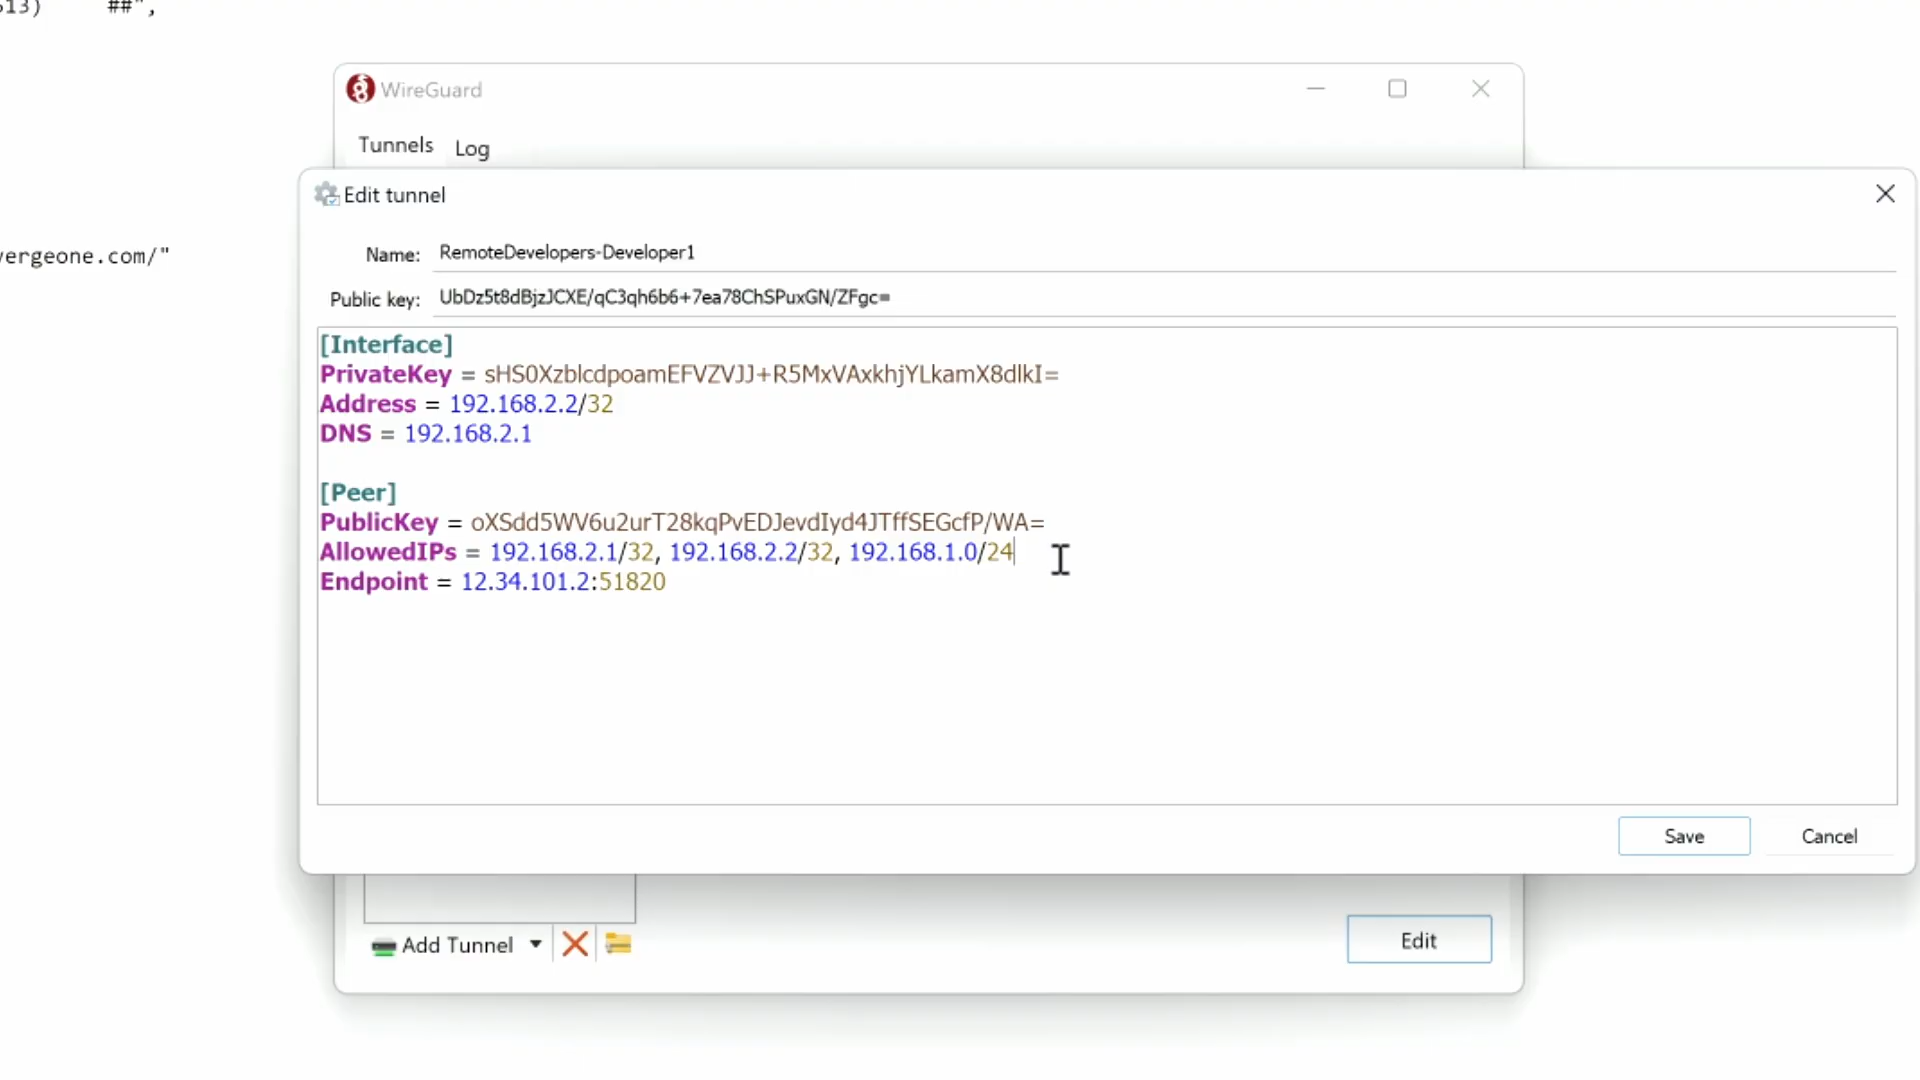 ##",
vergeone.com/"
WireGuard
Tunnels
Log
Edit tunnel
Name: RemoteDevelopers-Developer1
Public key: UbDz5t8dBjzJCXE/qC3qh6b6+7ea78ChSPuxGN/ZFgc=
[Interface]
PrivateKey = sHS0XzblcdpoamEFVZVJJ+R5MxVAxkhjYLkamX8dlkI=
Address = 192.168.2.2/32
DNS = 192.168.2.1
[Peer]
PublicKey = oXSdd5WV6u2urT28kqPvEDJevdIyd4JTffSEGcfP/WA=
AllowedIPs = 192.168.2.1/32, 192.168.2.2/32, 192.168.1.0/24
Endpoint = 12.34.101.2:51820
Save
Cancel
Add Tunnel
Edit